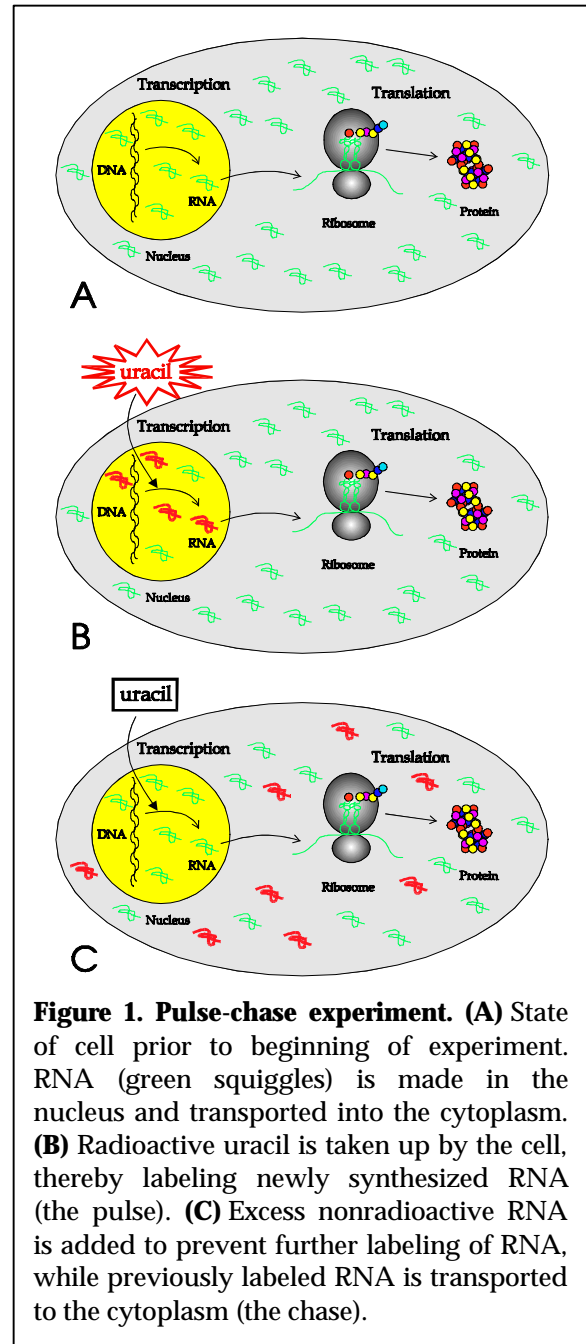 Transcription
Translation
DNA
RNA
Ribosome
Protein
Nucleus
A
uracil
Transcription
Translation
DNA
RNA
Ribosome
Protein
Nucleus
B
uracil
Transcription
Translation
DNA
RNA
Ribosome
Protein
Nucleus
C
Figure 1. Pulse-chase experiment. (A) State
of cell prior to beginning of experiment.
RNA (green squiggles) is made in the
nucleus and transported into the cytoplasm.
(B) Radioactive uracil is taken up by the cell,
thereby labeling newly synthesized RNA
(the pulse). (C) Excess nonradioactive RNA
is added to prevent further labeling of RNA,
while previously labeled RNA is transported
to the cytoplasm (the chase).